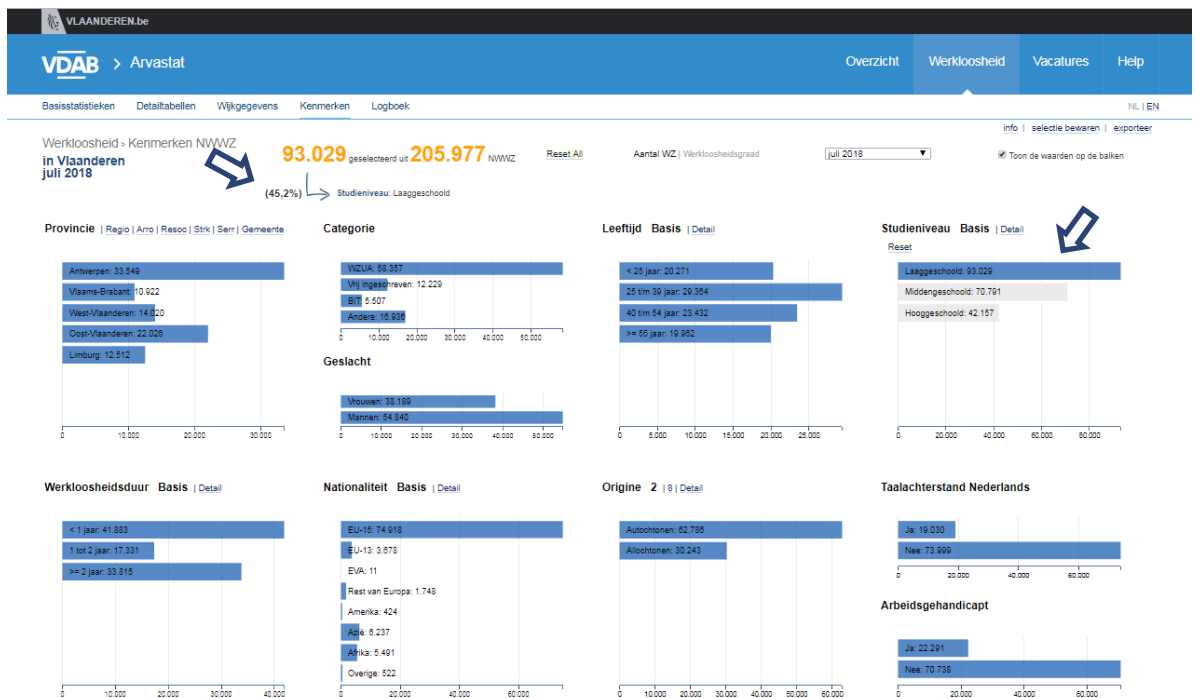 VLAANDEREN.be
VDAB > Arvastat
Overzicht Werkloosheid Vacatures Help
Basisstatistieken Detailtabellen Wijkgegevens Kenmerken Logboek NL | EN
info | selectie bewaren | exporteer
Werkloosheid > Kenmerken NWWZ
in Vlaanderen
juli 2018
93.029 geselecteerd uit 205.977 NWWZ
Reset All
Aantal WZ | Werkloosheidsgraad
juli 2018
Toon de waarden op de balken
(45,2%)
Studieniveau: Laaggeschoold
Provincie | Regio | Arro | Resoc | Strk | Serr | Gemeente
Antwerpen: 33.549
Vlaams-Brabant: 10.922
West-Vlaanderen: 14.020
Oost-Vlaanderen: 22.026
Limburg: 12.512
0 10.000 20.000 30.000
Categorie
WZUA: 58.357
Vrij ingeschreven: 12.229
BIT: 5.507
Andere: 16.936
0 10.000 20.000 30.000 40.000 50.000
Geslacht
Vrouwen: 38.189
Mannen: 54.840
0 10.000 20.000 30.000 40.000 50.000
Leeftijd Basis | Detail
< 25 jaar: 20.271
25 t/m 39 jaar: 29.364
40 t/m 54 jaar: 23.432
>= 55 jaar: 19.962
0 5.000 10.000 15.000 20.000 25.000
Studieniveau Basis | Detail
Reset
Laaggeschoold: 93.029
Middengeschoold: 70.791
Hooggeschoold: 42.157
0 20.000 40.000 60.000 80.000
Werkloosheidsduur Basis | Detail
< 1 jaar: 41.883
1 tot 2 jaar: 17.331
>= 2 jaar: 33.815
0 10.000 20.000 30.000 40.000
Nationaliteit Basis | Detail
EU-15: 74.918
EU-13: 3.678
EVA: 11
Rest van Europa: 1.748
Amerika: 424
Azië: 6.237
Afrika: 5.491
Overige: 522
0 20.000 40.000 60.000
Origine 2 | 8 | Detail
Autochtonen: 62.786
Allochtonen: 30.243
0 10.000 20.000 30.000 40.000 50.000 60.000
Taalachterstand Nederlands
Ja: 19.030
Nee: 73.999
0 20.000 40.000 60.000
Arbeidsgehandicapt
Ja: 22.291
Nee: 70.738
0 20.000 40.000 60.000